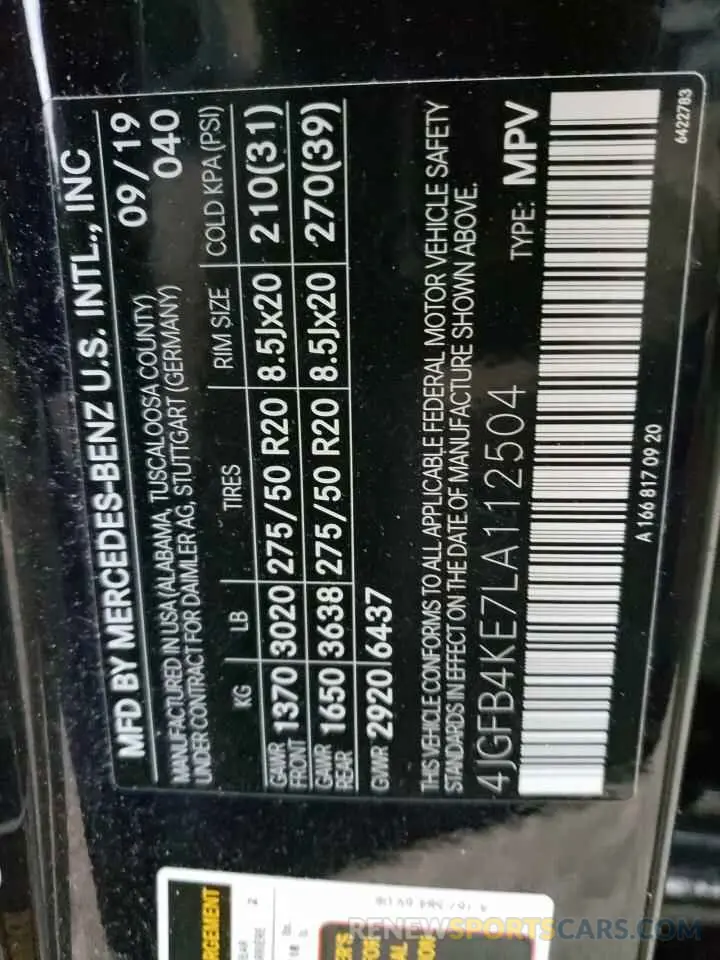 MFD BY MERCEDES-BENZ U.S. INTL., INC
MANUFACTURED IN USA (ALABAMA, TUSCALOOSA COUNTY) 09/19
UNDER CONTRACT FOR DAIMLER AG, STUTTGART (GERMANY) 040
KG LB TIRES RIM SIZE COLD KPA (PSI)
GAWR FRONT 1370 3020 275/50 R20 8.5Jx20 210(31)
GAWR REAR 1650 3638 275/50 R20 8.5Jx20 270(39)
GVWR 2920 6437
THIS VEHICLE CONFORMS TO ALL APPLICABLE FEDERAL MOTOR VEHICLE SAFETY
STANDARDS IN EFFECT ON THE DATE OF MANUFACTURE SHOWN ABOVE.
4JGFB4KE7LA112504 TYPE: MPV
A 166 817 09 20 6422783
RENEWSPORTSCARS.COM